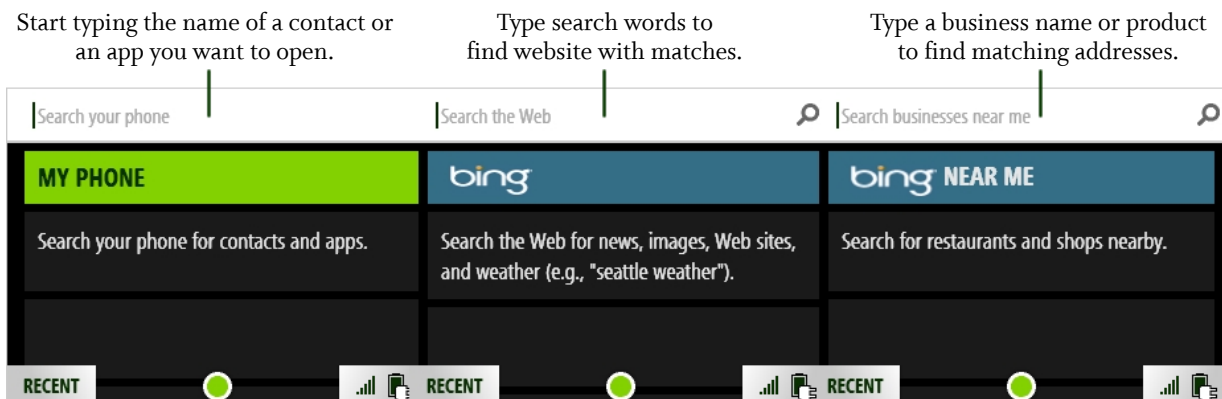 Start typing the name of a contact or
an app you want to open.
Type search words to
find website with matches.
Type a business name or product
to find matching addresses.
Search your phone
Search the Web
Search businesses near me
MY PHONE
bing
bing NEAR ME
Search your phone for contacts and apps.
Search the Web for news, images, Web sites,
and weather (e.g., "seattle weather").
Search for restaurants and shops nearby.
RECENT
RECENT
RECENT